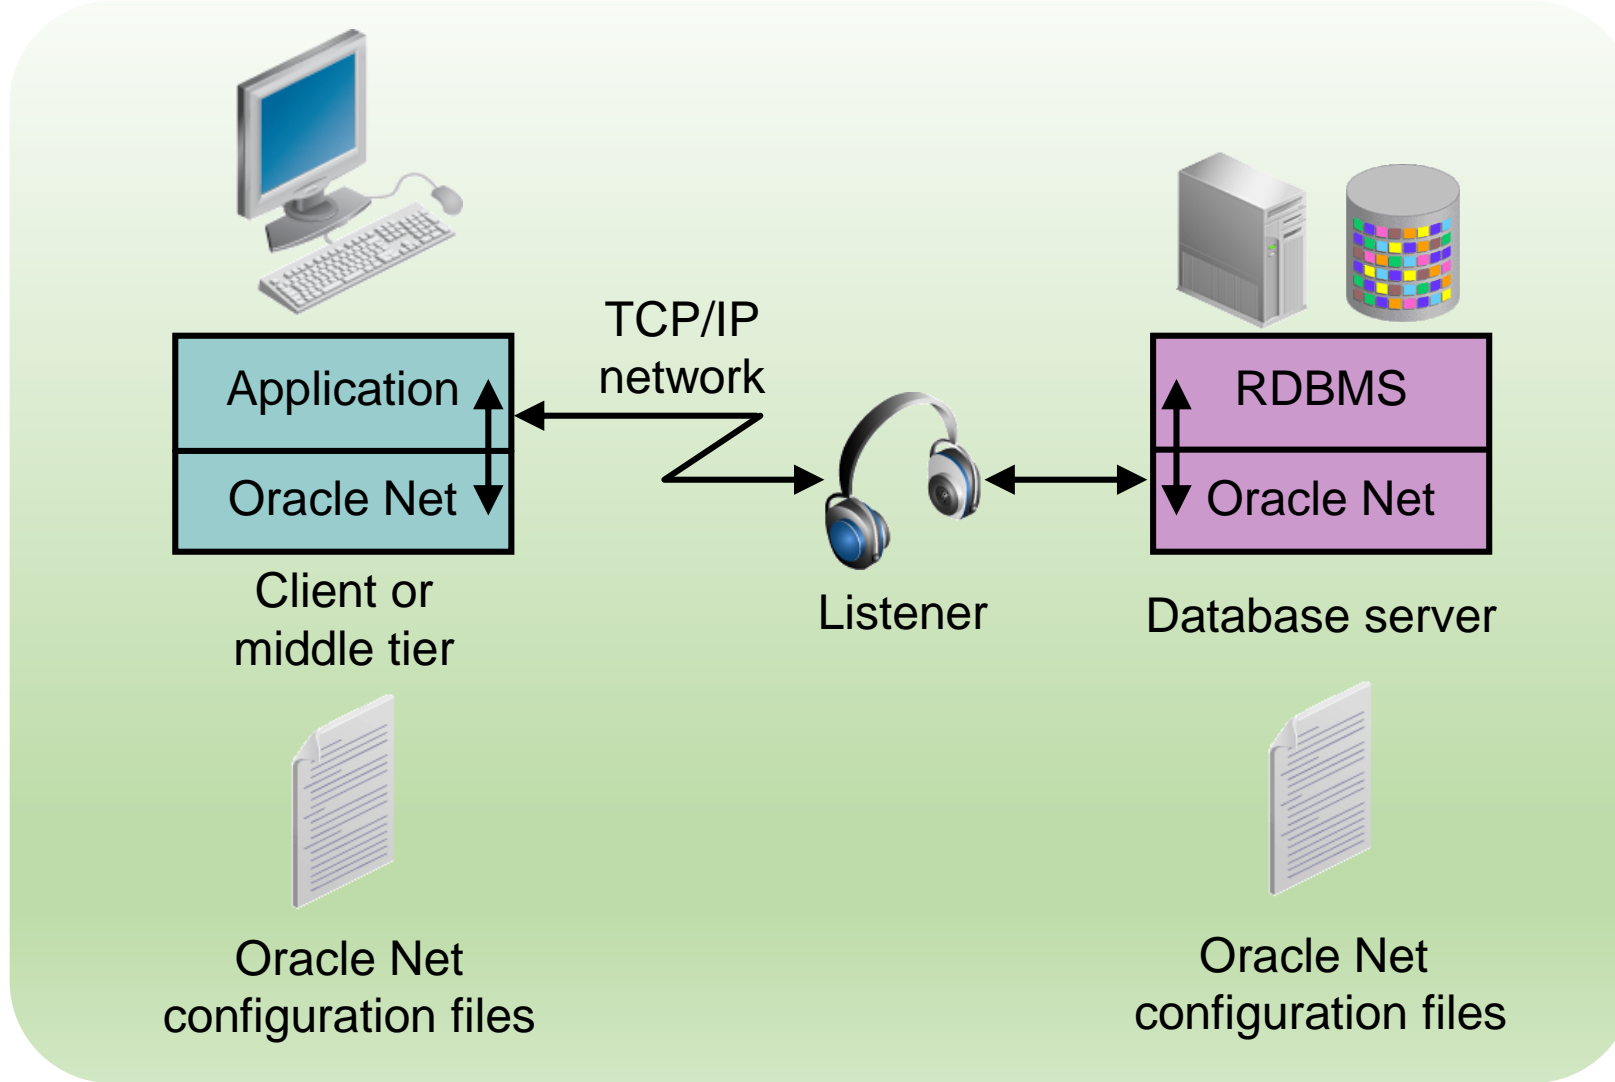 TCP/IP
network
Application
Oracle Net
Client or
middle tier
Listener
RDBMS
Oracle Net
Database server
Oracle Net
configuration files
Oracle Net
configuration files